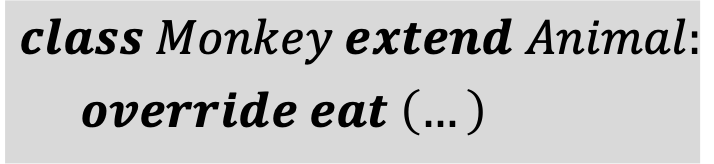 class Monkey extend Animal:
override eat (... )